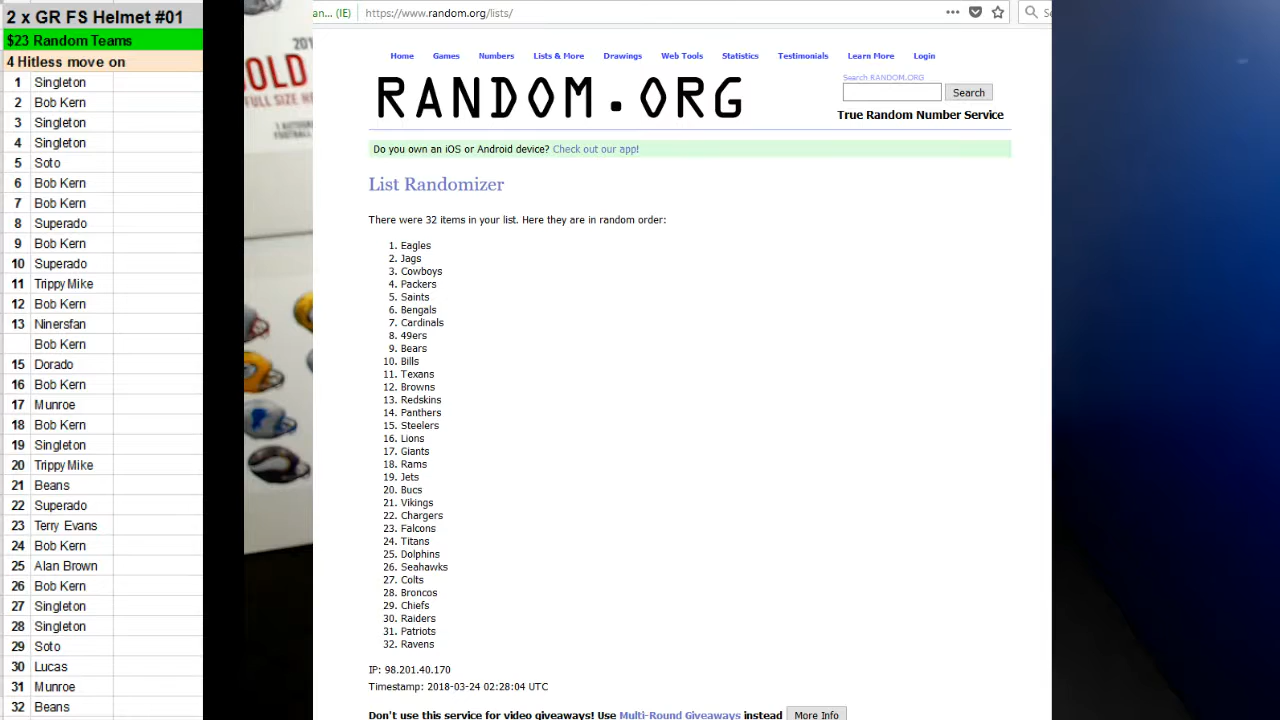 2 x GR FS Helmet #01
$23 Random Teams
4 Hitless move on
1 Singleton
2 Bob Kern
3 Singleton
4 Singleton
5 Soto
6 Bob Kern
7 Bob Kern
8 Superado
9 Bob Kern
10 Superado
11 Trippy Mike
12 Bob Kern
13 Ninersfan
Bob Kern
15 Dorado
16 Bob Kern
17 Munroe
18 Bob Kern
19 Singleton
20 Trippy Mike
21 Beans
22 Superado
23 Terry Evans
24 Bob Kern
25 Alan Brown
26 Bob Kern
27 Singleton
28 Singleton
29 Soto
30 Lucas
31 Munroe
32 Beans
201
OLD
FULL SIZE HE
1 AUTOGRA
FOOTBALL
an... (IE) https://www.random.org/lists/
Home Games Numbers Lists & More Drawings Web Tools Statistics Testimonials Learn More Login
RANDOM.ORG
Search RANDOM.ORG
Search
True Random Number Service
Do you own an iOS or Android device? Check out our app!
List Randomizer
There were 32 items in your list. Here they are in random order:
1. Eagles
2. Jags
3. Cowboys
4. Packers
5. Saints
6. Bengals
7. Cardinals
8. 49ers
9. Bears
10. Bills
11. Texans
12. Browns
13. Redskins
14. Panthers
15. Steelers
16. Lions
17. Giants
18. Rams
19. Jets
20. Bucs
21. Vikings
22. Chargers
23. Falcons
24. Titans
25. Dolphins
26. Seahawks
27. Colts
28. Broncos
29. Chiefs
30. Raiders
31. Patriots
32. Ravens
IP: 98.201.40.170
Timestamp: 2018-03-24 02:28:04 UTC
Don't use this service for video giveaways! Use Multi-Round Giveaways instead More Info